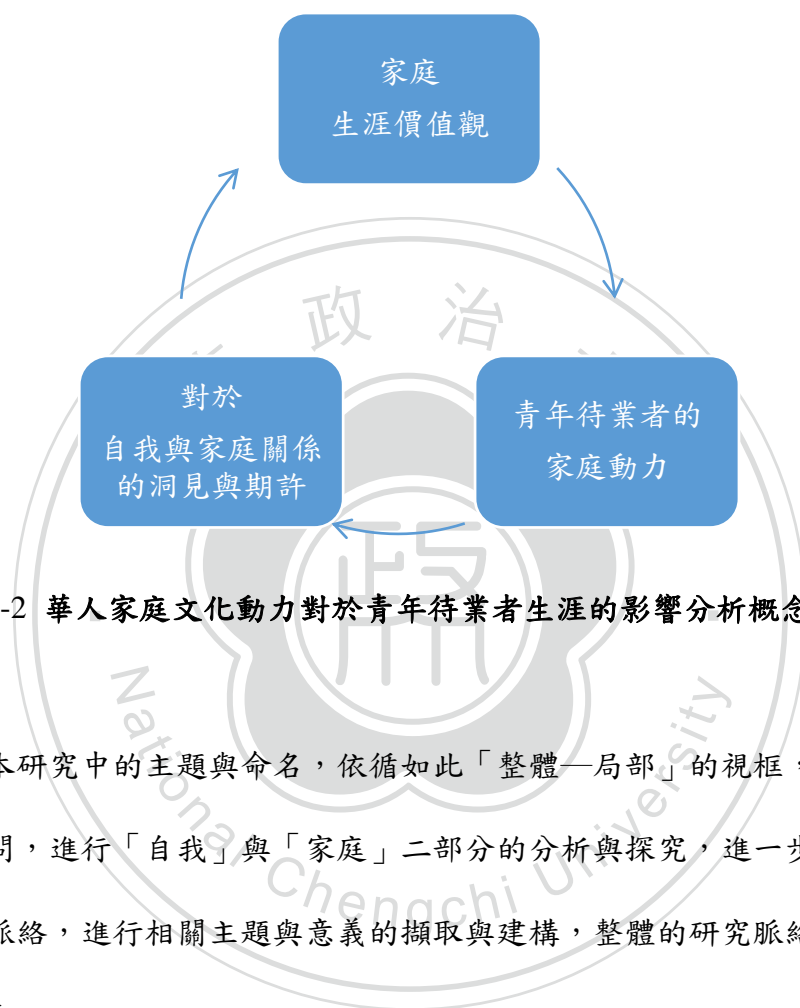 家庭
生涯價值觀
對於
自我與家庭關係
的洞見與期許
青年待業者的
家庭動力
-2 華人家庭文化動力對於青年待業者生涯的影響分析概念
本研究中的主題與命名，依循如此「整體—局部」的視框，
問，進行「自我」與「家庭」二部分的分析與探究，進一步
脈絡，進行相關主題與意義的擷取與建構，整體的研究脈絡
政治
政
National Chengchi University